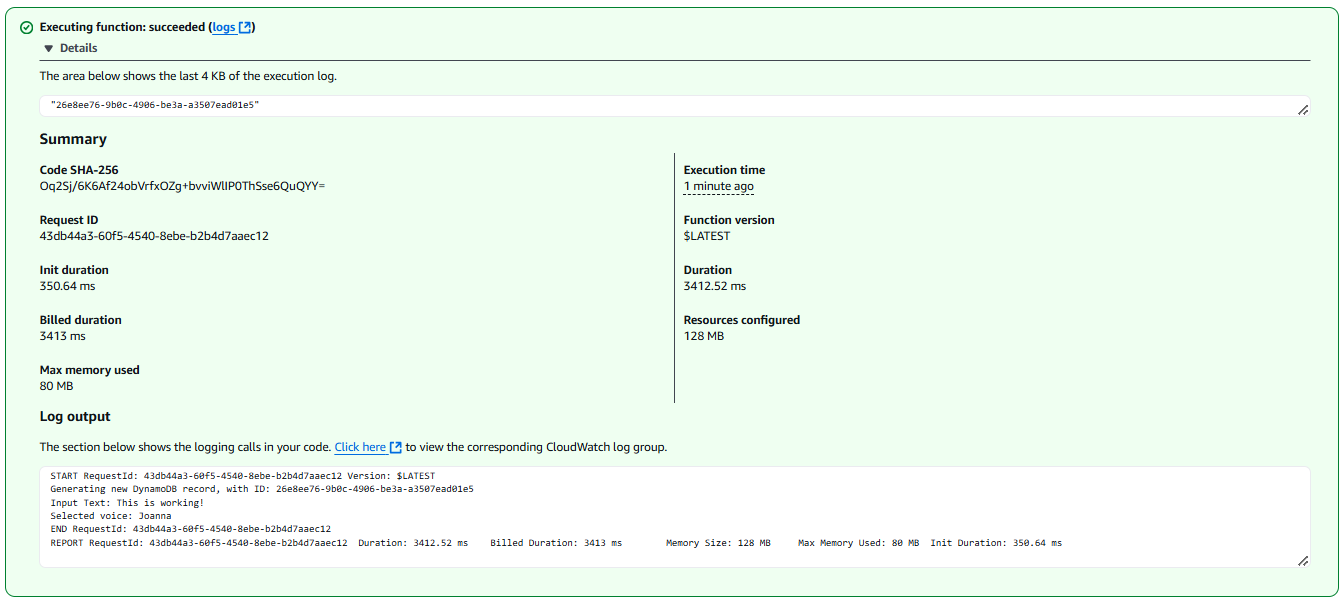 Executing function: succeeded (logs)
Details
The area below shows the last 4 KB of the execution log.
"26e8ee76-9b0c-4906-be3a-a3507ead01e5"
Summary
Code SHA-256
Oq2Sj/6K6Af24obVrfxOZg+bvviWlIP0ThSse6QuQYY=
Request ID
43db44a3-60f5-4540-8ebe-b2b4d7aaec12
Init duration
350.64 ms
Billed duration
3413 ms
Max memory used
80 MB
Execution time
1 minute ago
Function version
$LATEST
Duration
3412.52 ms
Resources configured
128 MB
Log output
The section below shows the logging calls in your code. Click here to view the corresponding CloudWatch log group.
START RequestId: 43db44a3-60f5-4540-8ebe-b2b4d7aaec12 Version: $LATEST
Generating new DynamoDB record, with ID: 26e8ee76-9b0c-4906-be3a-a3507ead01e5
Input Text: This is working!
Selected voice: Joanna
END RequestId: 43db44a3-60f5-4540-8ebe-b2b4d7aaec12
REPORT RequestId: 43db44a3-60f5-4540-8ebe-b2b4d7aaec12 Duration: 3412.52 ms Billed Duration: 3413 ms Memory Size: 128 MB Max Memory Used: 80 MB Init Duration: 350.64 ms